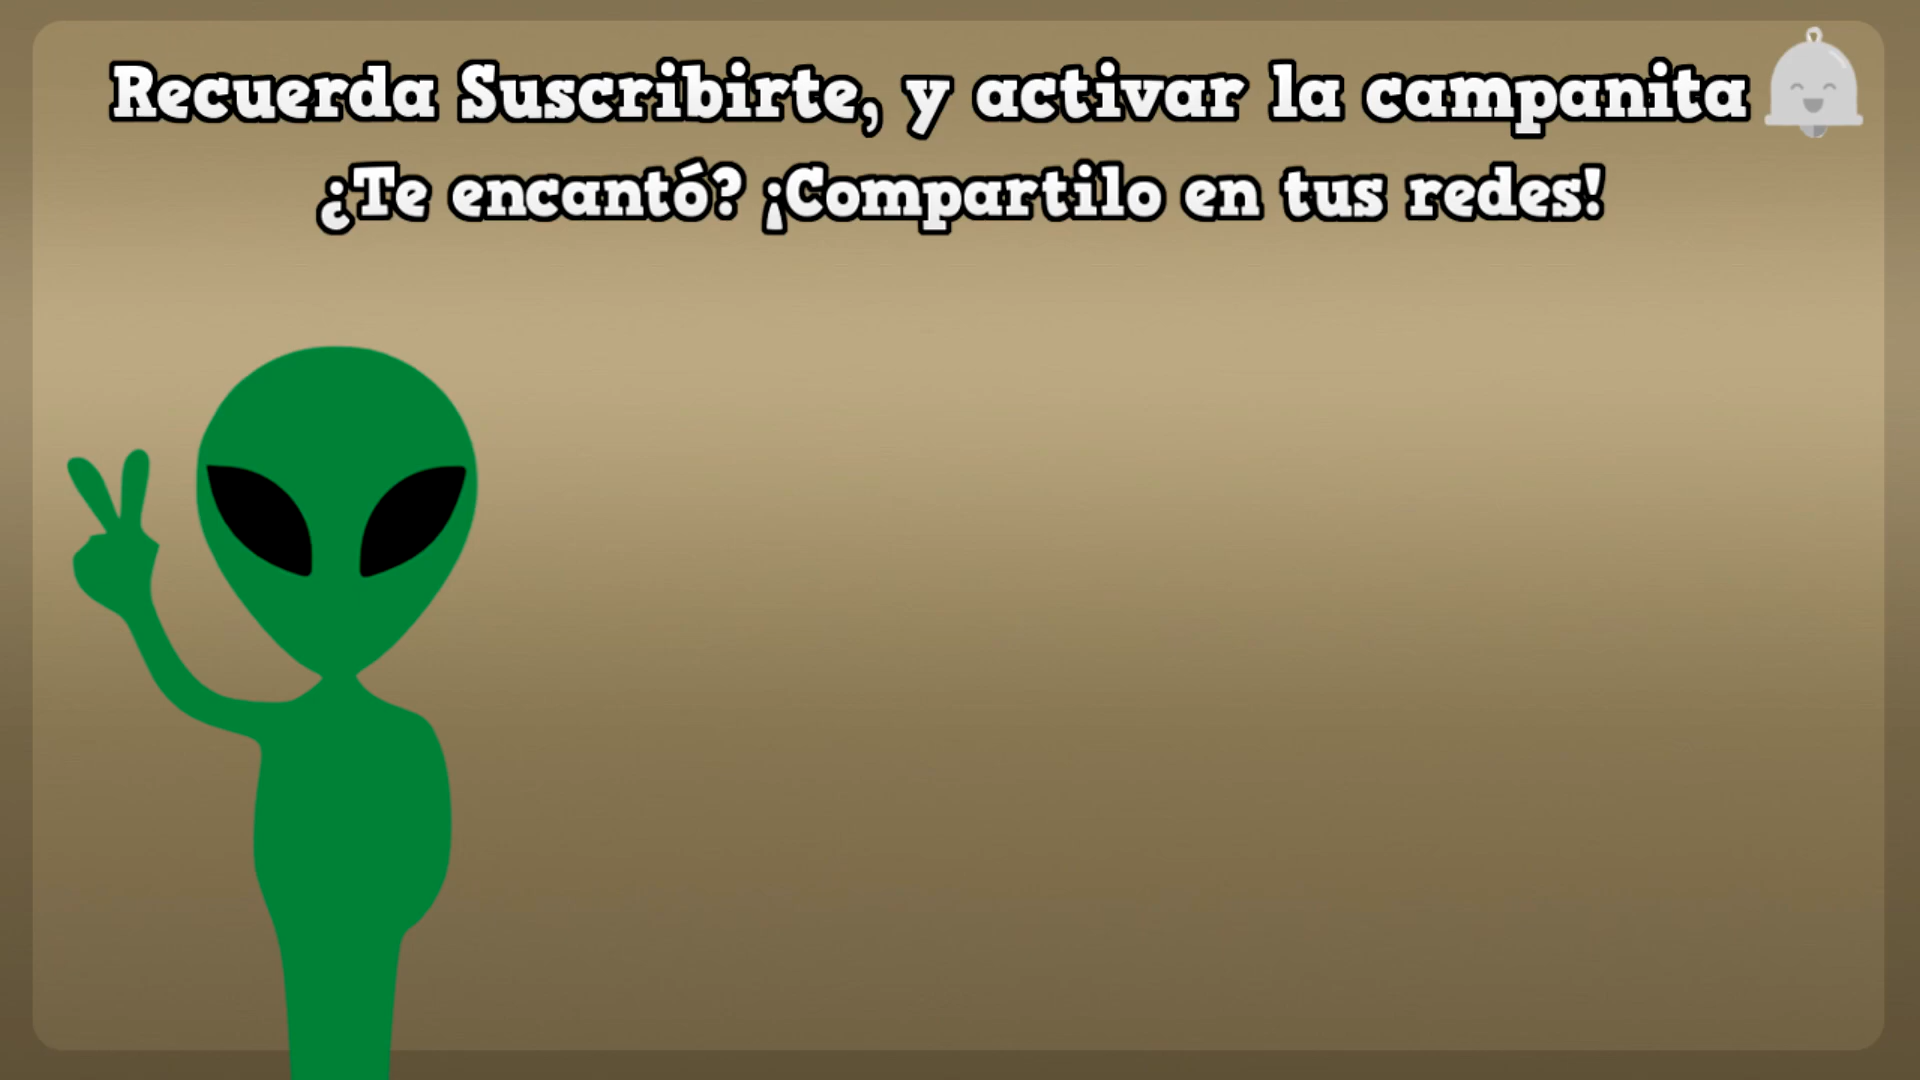 Recuerda Suscribirte, y activar la campanita
¿Te encantó? ¡Compartilo en tus redes!